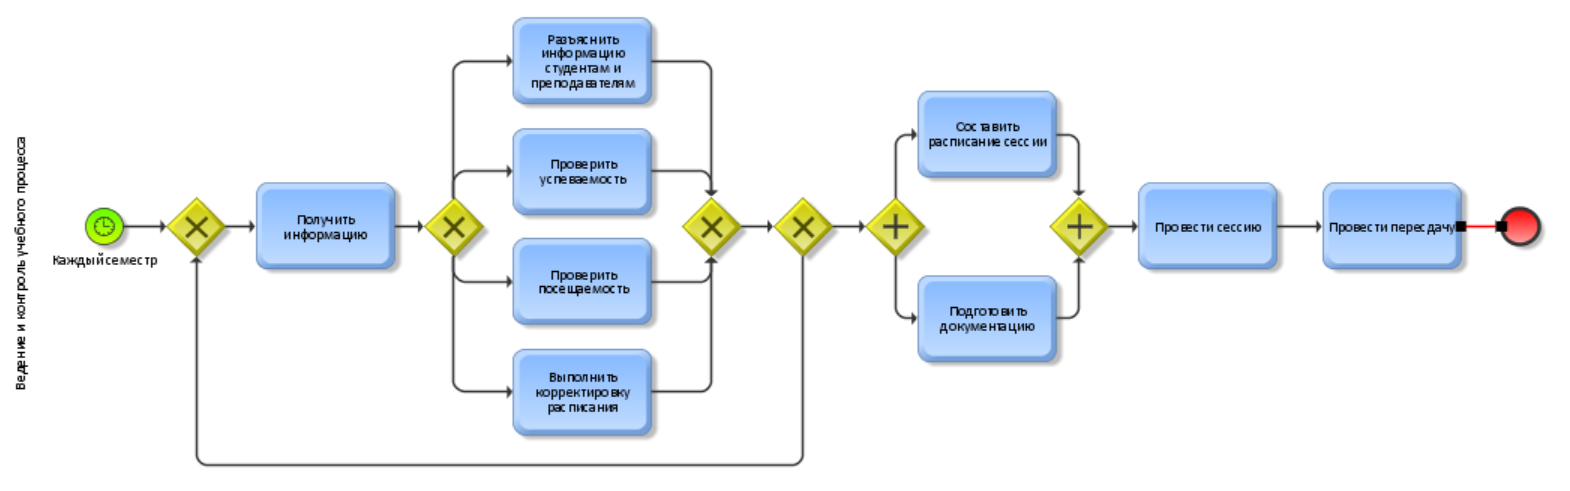 Ведение и контроль учебного процесса
Каждый семестр
Получить
информацию
Разъяснить
информацию
студентам и
преподавателям
Проверить
успеваемость
Проверить
посещаемость
Выполнить
корректировку
расписания
Составить
расписание сессии
Подготовить
документацию
Провести сессию
Провести пересдачу